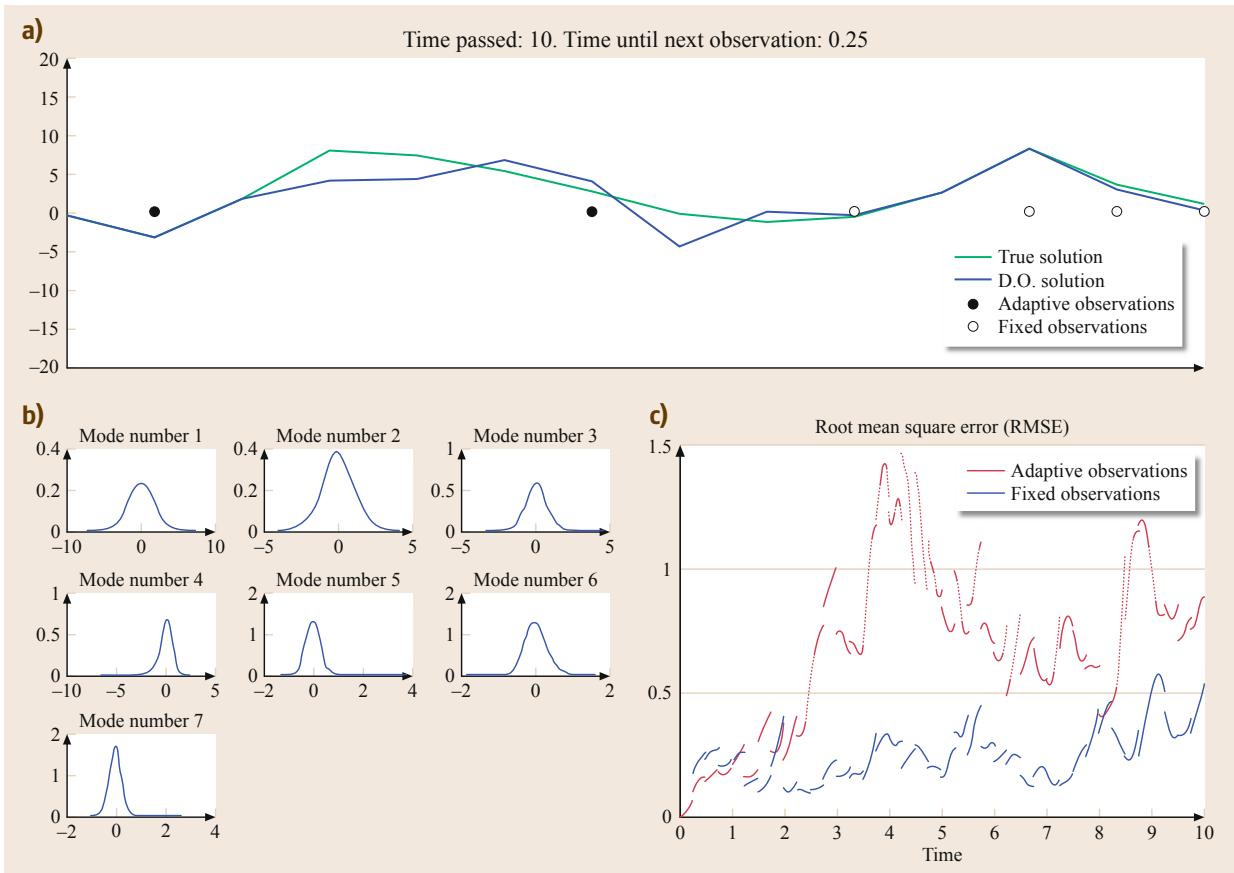 a)
Time passed: 10. Time until next observation: 0.25
20
15
10
5
0
–5
–10
–15
–20
True solution
D.O. solution
Adaptive observations
Fixed observations
b)
Mode number 1
0.4
0.2
0
–10 0 10
Mode number 2
0.4
0.2
0
–5 0 5
Mode number 3
1
0.5
0
–5 0 5
Mode number 4
1
0.5
0
–10 –5 0 5
Mode number 5
2
1
0
–2 0 2 4
Mode number 6
2
1
0
–2 0 2
Mode number 7
2
1
0
–2 0 2 4
c)
Root mean square error (RMSE)
1.5
1
0.5
0
Adaptive observations
Fixed observations
0 1 2 3 4 5 6 7 8 9 10
Time